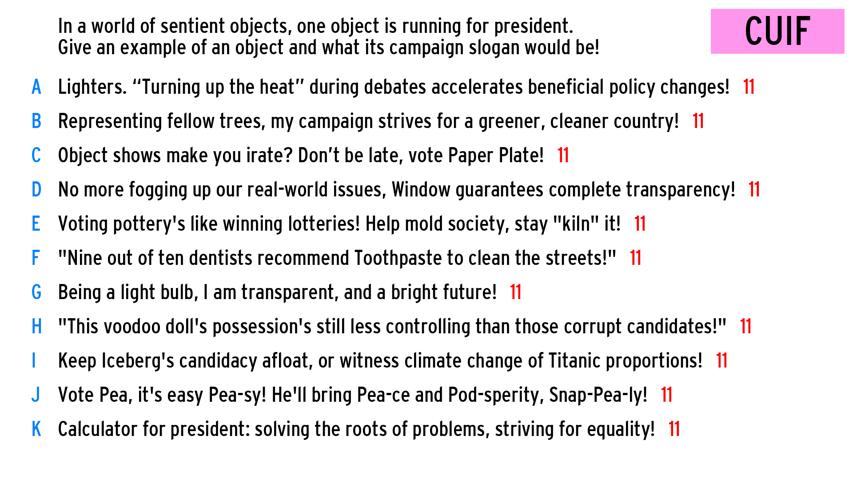 In a world of sentient objects, one object is running for president.
Give an example of an object and what its campaign slogan would be!
CUIF
A Lighters. “Turning up the heat” during debates accelerates beneficial policy changes! 11
B Representing fellow trees, my campaign strives for a greener, cleaner country! 11
C Object shows make you irate? Don’t be late, vote Paper Plate! 11
D No more fogging up our real-world issues, Window guarantees complete transparency! 11
E Voting pottery's like winning lotteries! Help mold society, stay "kiln" it! 11
F "Nine out of ten dentists recommend Toothpaste to clean the streets!" 11
G Being a light bulb, I am transparent, and a bright future! 11
H "This voodoo doll's possession's still less controlling than those corrupt candidates!" 11
I Keep Iceberg's candidacy afloat, or witness climate change of Titanic proportions! 11
J Vote Pea, it's easy Pea-sy! He'll bring Pea-ce and Pod-sperity, Snap-Pea-ly! 11
K Calculator for president: solving the roots of problems, striving for equality! 11